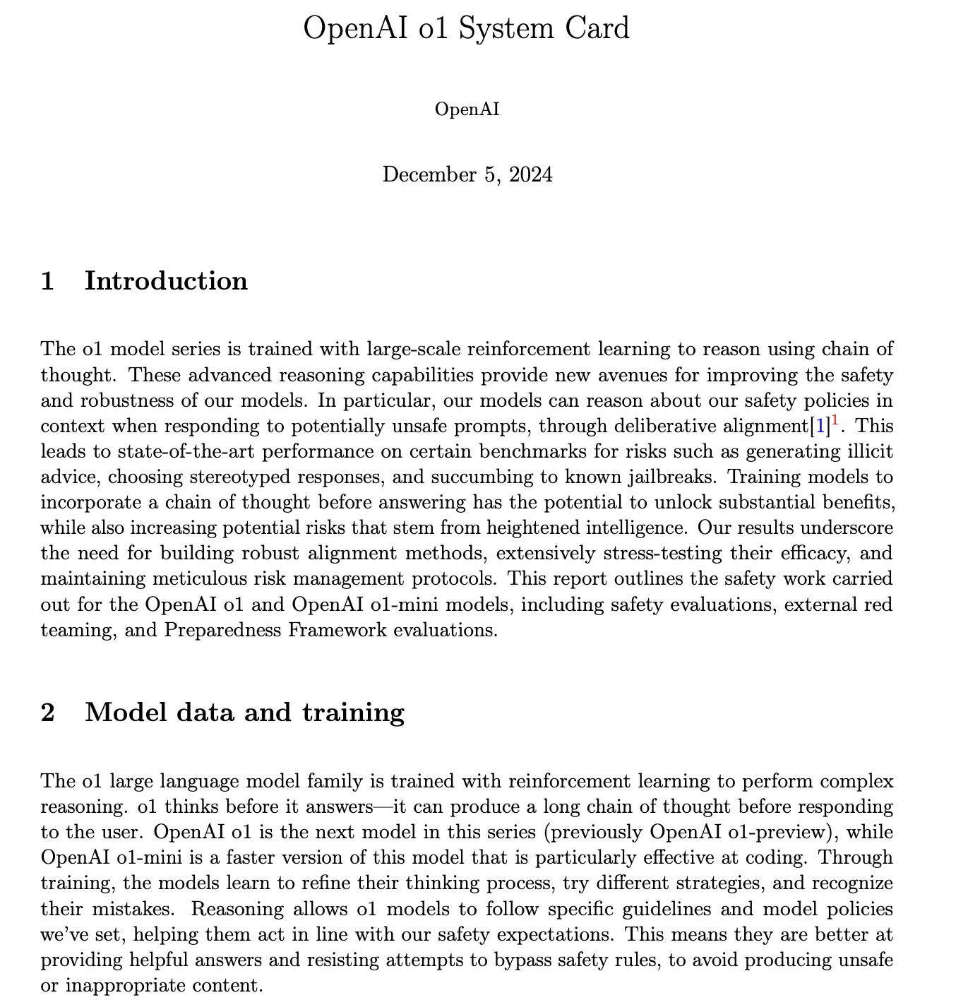 OpenAI o1 System Card
OpenAI
December 5, 2024
1 Introduction
The o1 model series is trained with large-scale reinforcement learning to reason using chain of
thought. These advanced reasoning capabilities provide new avenues for improving the safety
and robustness of our models. In particular, our models can reason about our safety policies in
context when responding to potentially unsafe prompts, through deliberative alignment[1]1. This
leads to state-of-the-art performance on certain benchmarks for risks such as generating illicit
advice, choosing stereotyped responses, and succumbing to known jailbreaks. Training models to
incorporate a chain of thought before answering has the potential to unlock substantial benefits,
while also increasing potential risks that stem from heightened intelligence. Our results underscore
the need for building robust alignment methods, extensively stress-testing their efficacy, and
maintaining meticulous risk management protocols. This report outlines the safety work carried
out for the OpenAI o1 and OpenAI o1-mini models, including safety evaluations, external red
teaming, and Preparedness Framework evaluations.
2 Model data and training
The o1 large language model family is trained with reinforcement learning to perform complex
reasoning. o1 thinks before it answers—it can produce a long chain of thought before responding
to the user. OpenAI o1 is the next model in this series (previously OpenAI o1-preview), while
OpenAI o1-mini is a faster version of this model that is particularly effective at coding. Through
training, the models learn to refine their thinking process, try different strategies, and recognize
their mistakes. Reasoning allows o1 models to follow specific guidelines and model policies
we've set, helping them act in line with our safety expectations. This means they are better at
providing helpful answers and resisting attempts to bypass safety rules, to avoid producing unsafe
or inappropriate content.